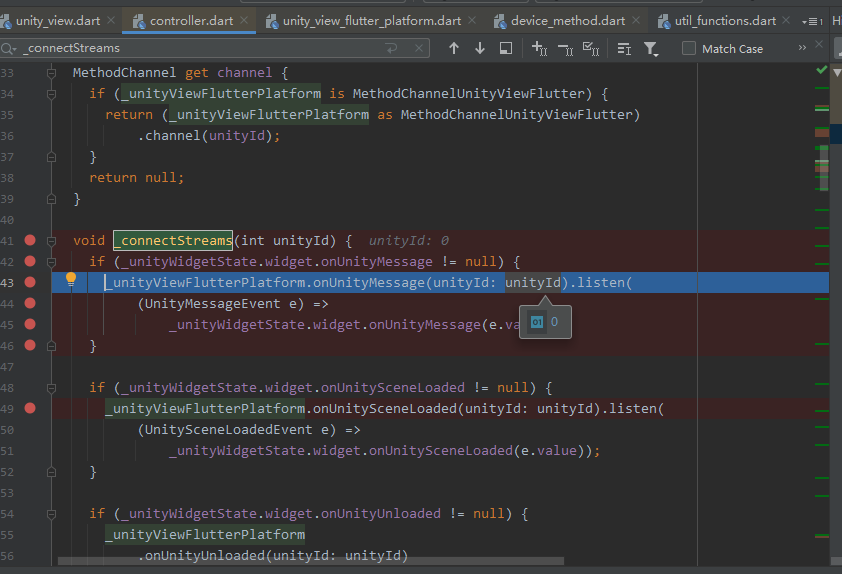 unity_view.dart controller.dart unity_view_flutter_platform.dart device_method.dart util_functions.dart
_connectStreams Match Case
33 MethodChannel get channel {
34 if (_unityViewFlutterPlatform is MethodChannelUnityViewFlutter) {
35 return (_unityViewFlutterPlatform as MethodChannelUnityViewFlutter)
36 .channel(unityId);
37 }
38 return null;
39 }
40
41 void _connectStreams(int unityId) { unityId: 0
42 if (_unityWidgetState.widget.onUnityMessage != null) {
43 _unityViewFlutterPlatform.onUnityMessage(unityId: unityId).listen(
44 (UnityMessageEvent e) =>
45 _unityWidgetState.widget.onUnityMessage(e.va
01 0
46 }
47
48 if (_unityWidgetState.widget.onUnitySceneLoaded != null) {
49 _unityViewFlutterPlatform.onUnitySceneLoaded(unityId: unityId).listen(
50 (UnitySceneLoadedEvent e) =>
51 _unityWidgetState.widget.onUnitySceneLoaded(e.value));
52 }
53
54 if (_unityWidgetState.widget.onUnityUnloaded != null) {
55 _unityViewFlutterPlatform
56 .onUnityUnloaded(unityId: unityId)